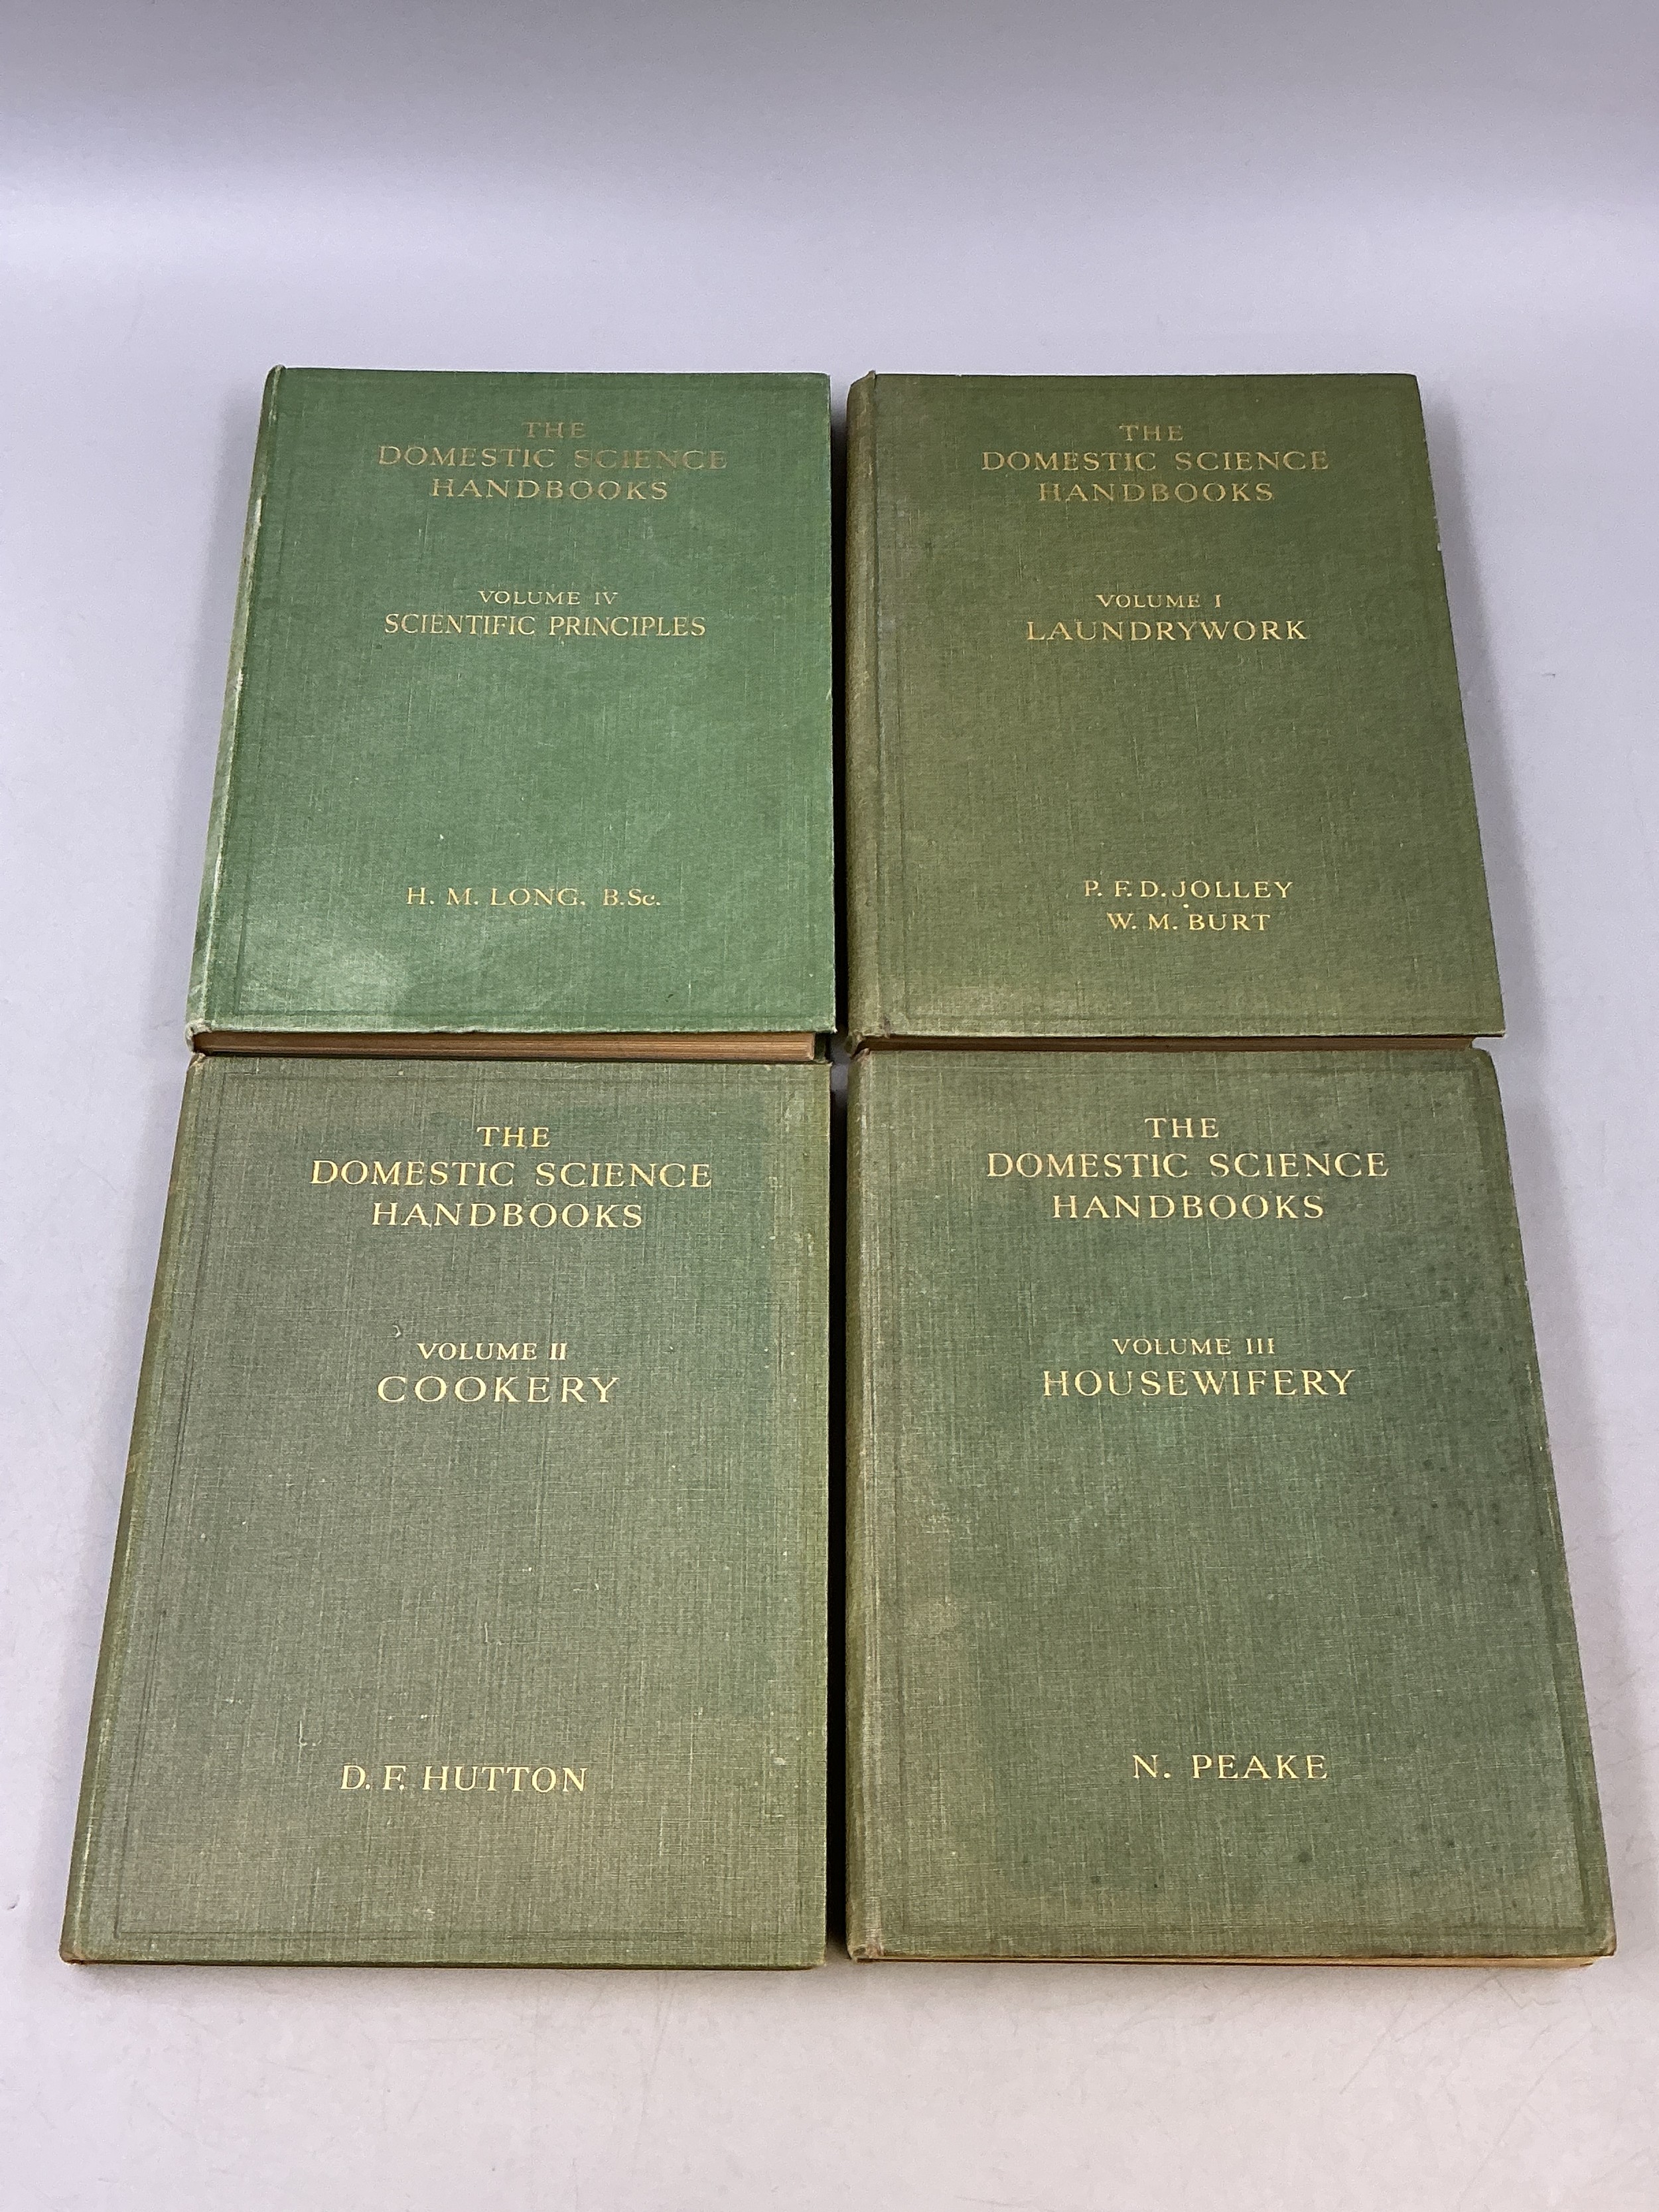 THE
DOMESTIC SCIENCE
HANDBOOKS
VOLUME IV
SCIENTIFIC PRINCIPLES
H. M. LONG, B.Sc.
THE
DOMESTIC SCIENCE
HANDBOOKS
VOLUME I
LAUNDRYWORK
P. F. D. JOLLEY
W. M. BURT
THE
DOMESTIC SCIENCE
HANDBOOKS
VOLUME II
COOKERY
D. F. HUTTON
THE
DOMESTIC SCIENCE
HANDBOOKS
VOLUME III
HOUSEWIFERY
N. PEAKE